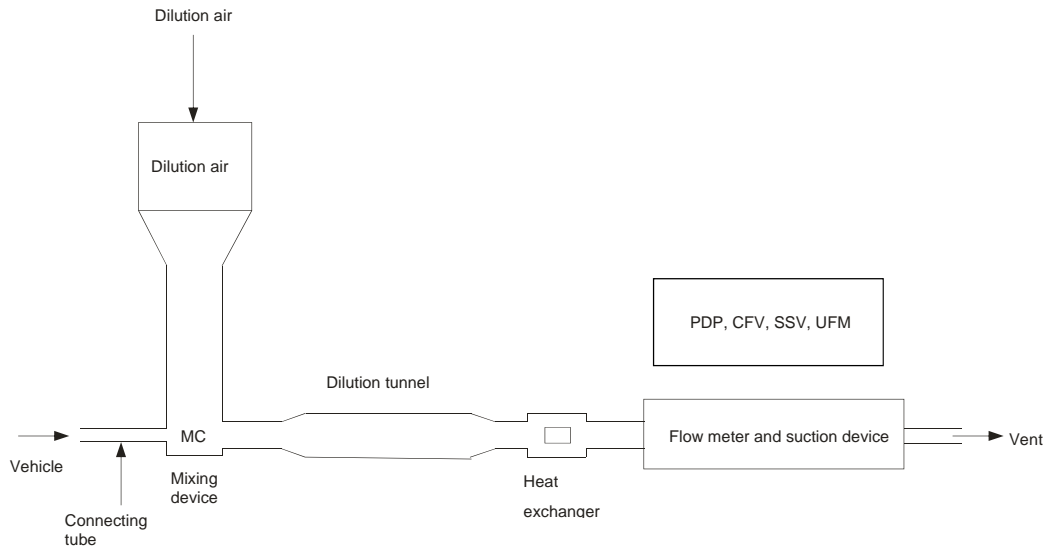 Dilution air
Dilution air
PDP, CFV, SSV, UFM
Dilution tunnel
MC
Flow meter and suction device
Vent
Vehicle
Mixing
device
Heat
exchanger
Connecting
tube